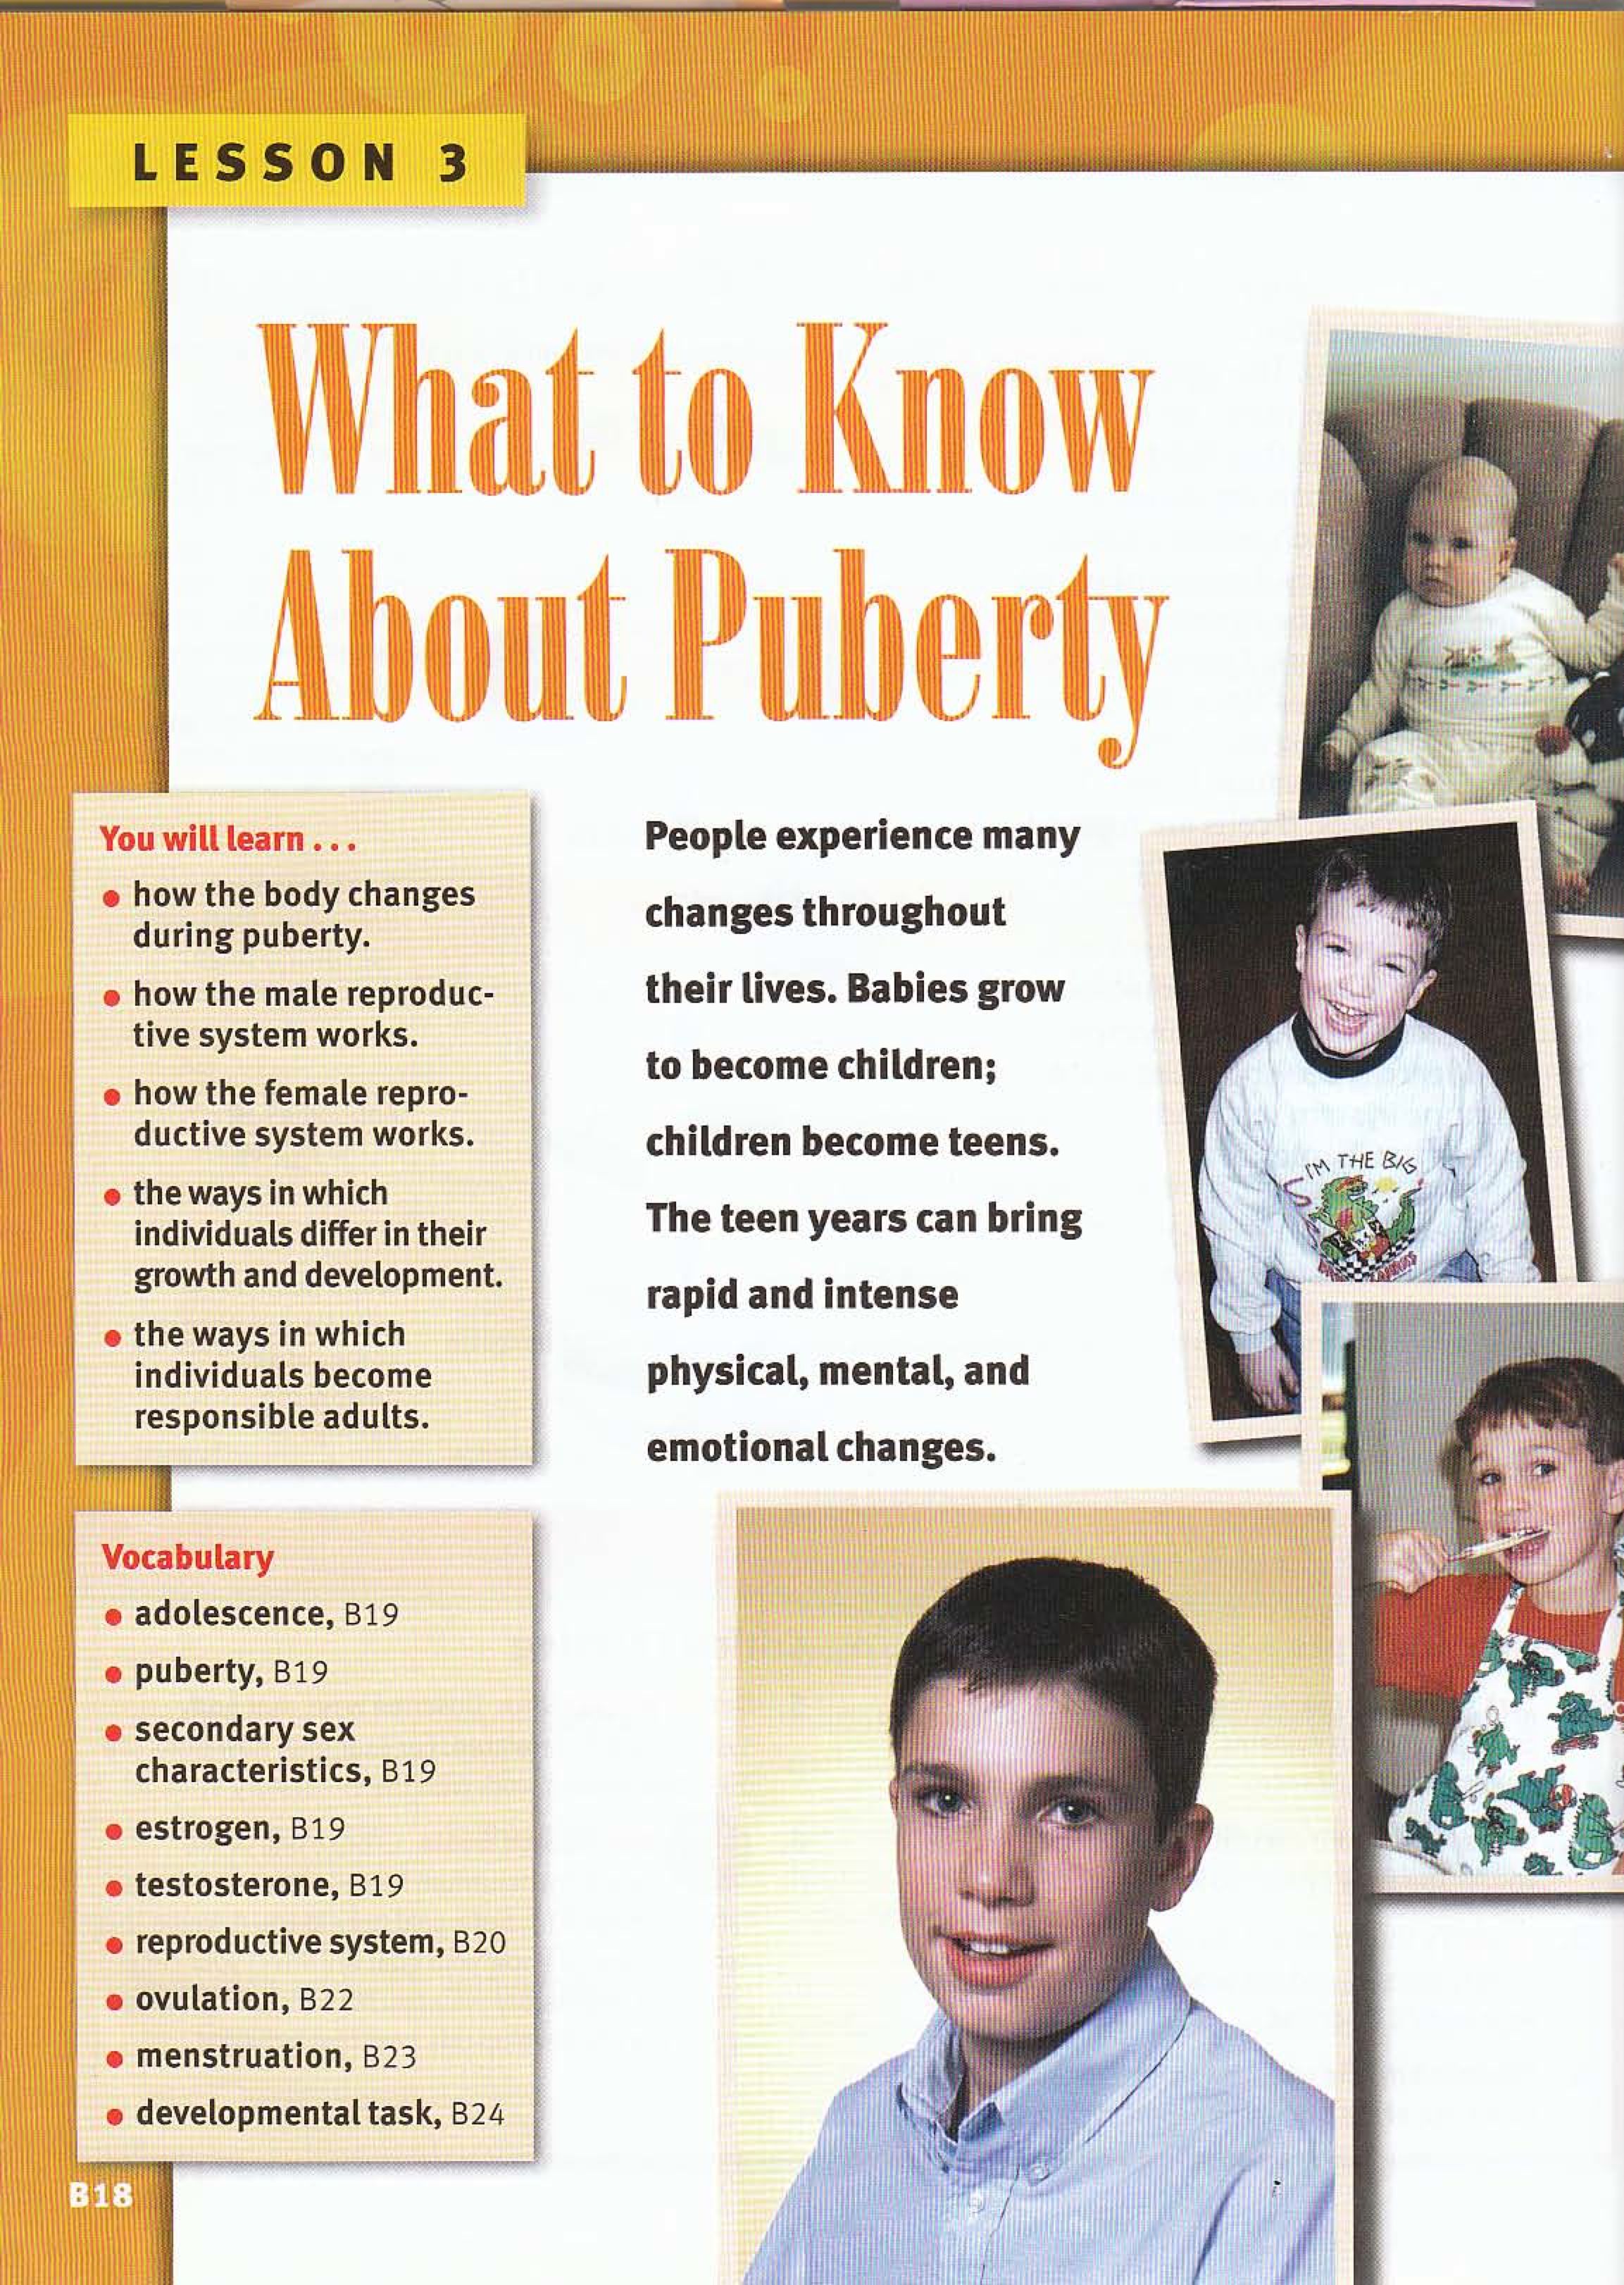 LESSON 3
What to Know
About Puberty
You will learn . . .
• how the body changes
during puberty.
• how the male reproduc-
tive system works.
• how the female repro-
ductive system works.
• the ways in which
individuals differ in their
growth and development.
• the ways in which
individuals become
responsible adults.
People experience many
changes throughout
their lives. Babies grow
to become children;
children become teens.
The teen years can bring
rapid and intense
physical, mental, and
emotional changes.
I'M THE BIG
Vocabulary
• adolescence, B19
• puberty, B19
• secondary sex
characteristics, B19
• estrogen, B19
• testosterone, B19
• reproductive system, B20
• ovulation, B22
• menstruation, B23
• developmental task, B24
B18